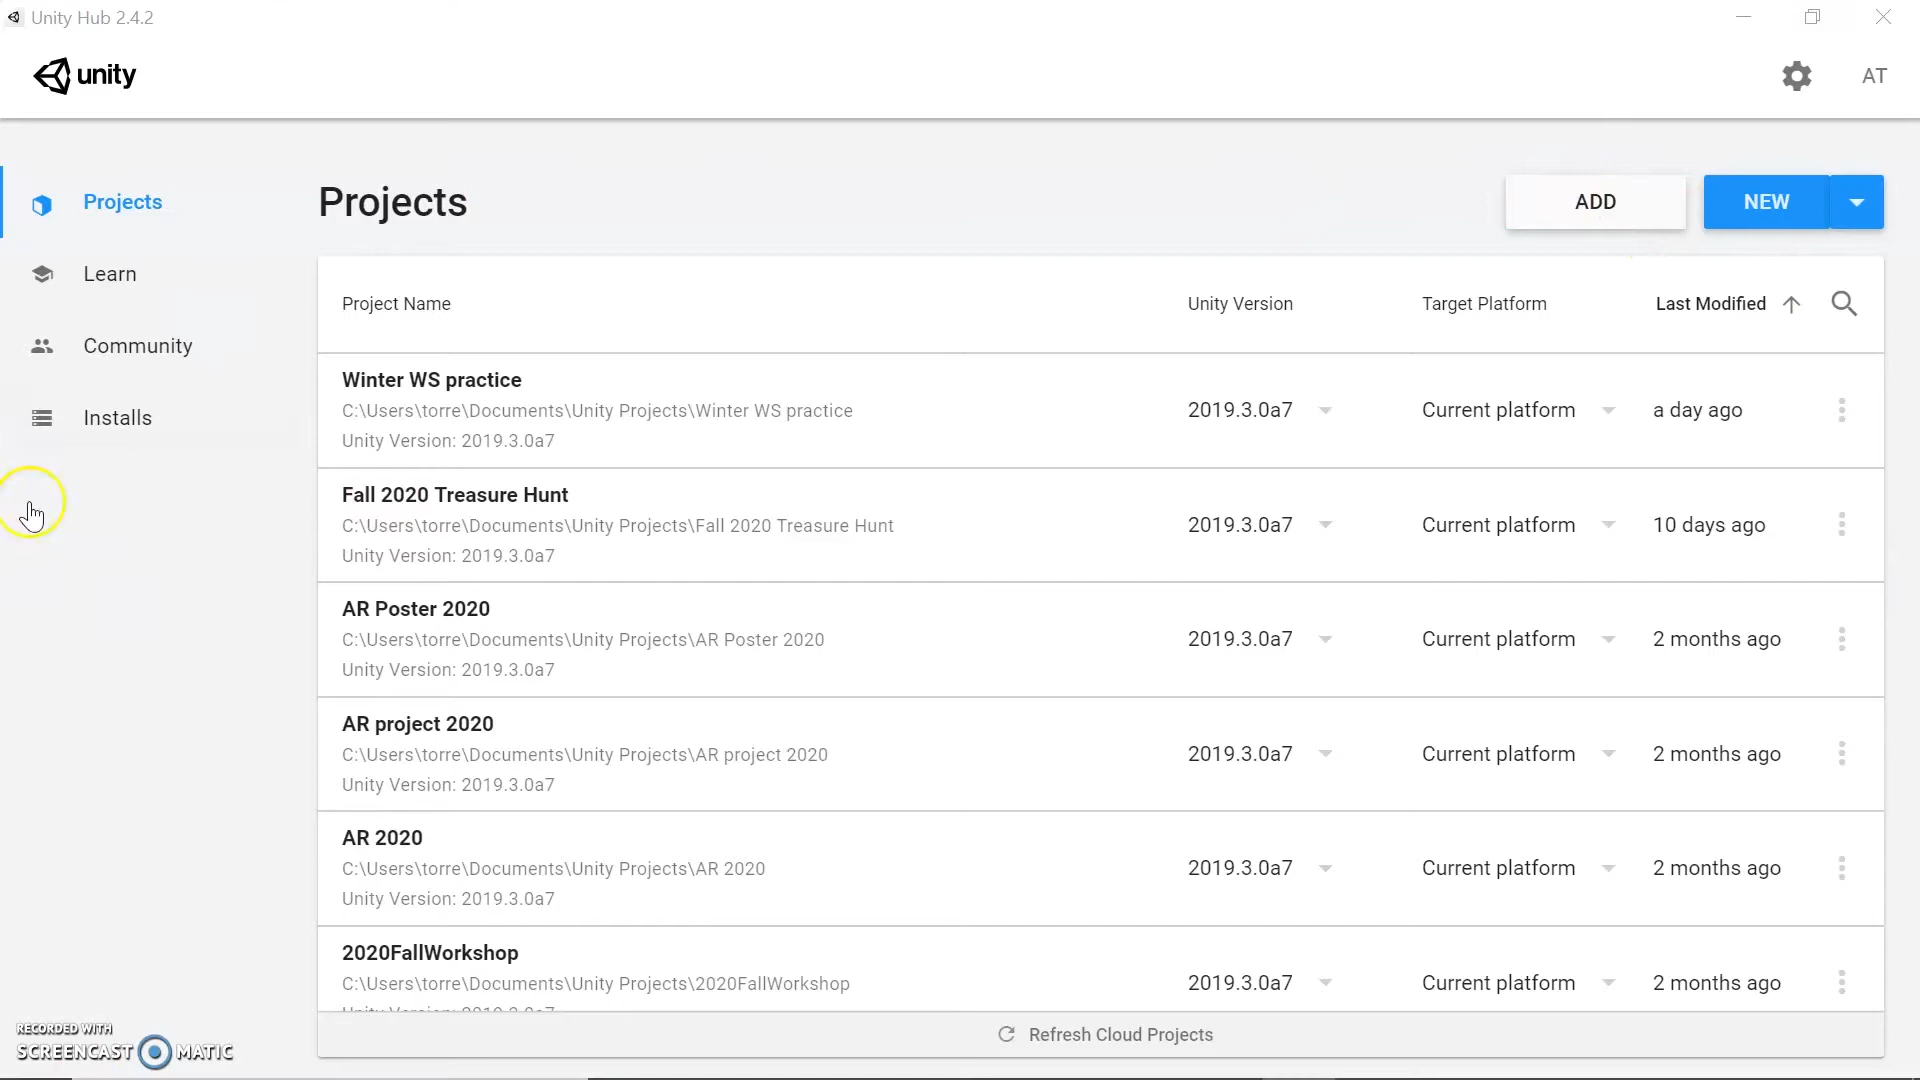 Unity Hub 2.4.2
unity
AT
Projects
Learn
Community
Installs
Projects
ADD
NEW
Project Name
Unity Version
Target Platform
Last Modified
Winter WS practice
C:\Users\torre\Documents\Unity Projects\Winter WS practice
Unity Version: 2019.3.0a7
2019.3.0a7
Current platform
a day ago
Fall 2020 Treasure Hunt
C:\Users\torre\Documents\Unity Projects\Fall 2020 Treasure Hunt
Unity Version: 2019.3.0a7
2019.3.0a7
Current platform
10 days ago
AR Poster 2020
C:\Users\torre\Documents\Unity Projects\AR Poster 2020
Unity Version: 2019.3.0a7
2019.3.0a7
Current platform
2 months ago
AR project 2020
C:\Users\torre\Documents\Unity Projects\AR project 2020
Unity Version: 2019.3.0a7
2019.3.0a7
Current platform
2 months ago
AR 2020
C:\Users\torre\Documents\Unity Projects\AR 2020
Unity Version: 2019.3.0a7
2019.3.0a7
Current platform
2 months ago
2020FallWorkshop
C:\Users\torre\Documents\Unity Projects\2020FallWorkshop
2019.3.0a7
Current platform
2 months ago
Refresh Cloud Projects
RECORDED WITH
SCREENCAST MATIC